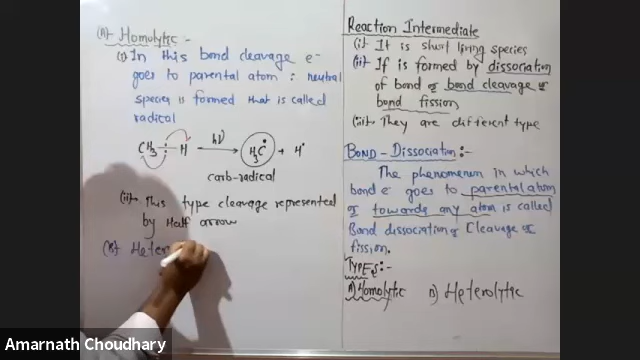 (A) Homolytic :-
(i) In this bond cleavage e-
goes to parental atom ∴ neutral
species is formed that is called
radical
CH3 : H hν → H3C• + H•
carb-radical
(ii) This type cleavage represented
by Half arrow
(B) Heter
Reaction Intermediate
(i) It is short living species
(ii) If is formed by dissociation
of bond or bond cleavage or
bond fission
(iii) They are different type
BOND - Dissociation :-
The phenomenon in which
bond e- goes to parental atom
or towards any atom is called
Bond dissociation or Cleavage or
fission.
TYPES :-
A) Homolytic B) Heterolytic
Amarnath Choudhary